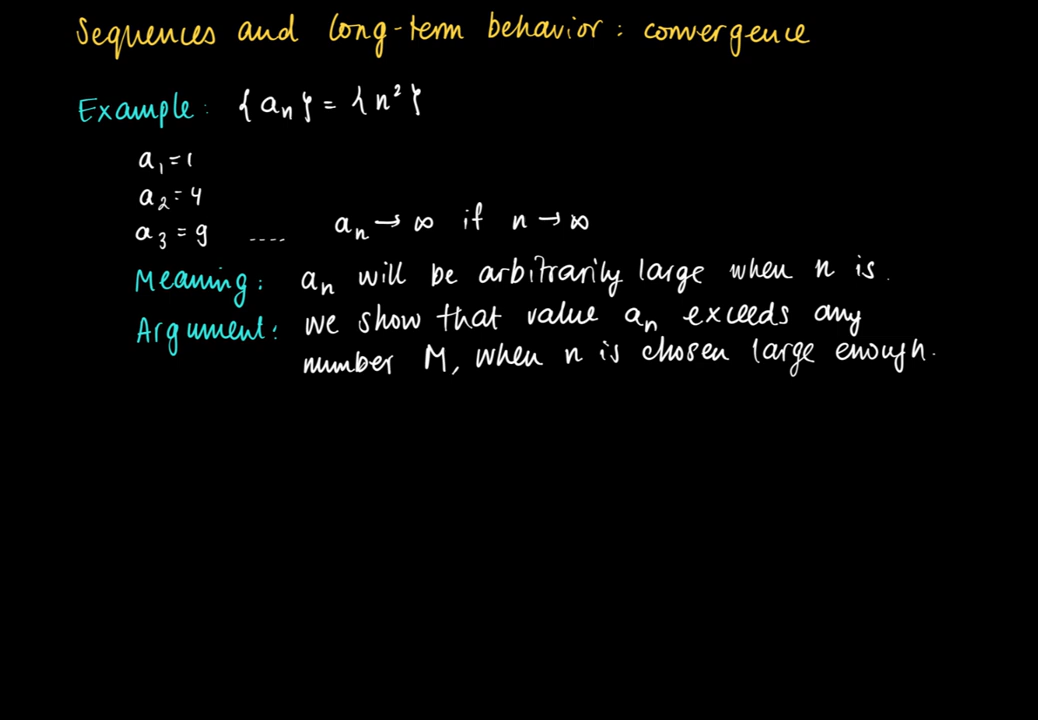 Sequences and long-term behavior: convergence
Example: {aₙ} = {n²}
a₁ = 1
a₂ = 4
a₃ = 9 .... aₙ → ∞ if n → ∞
Meaning: aₙ will be arbitrarily large when n is.
Argument: We show that value aₙ exceeds any
number M, when n is chosen large enough.